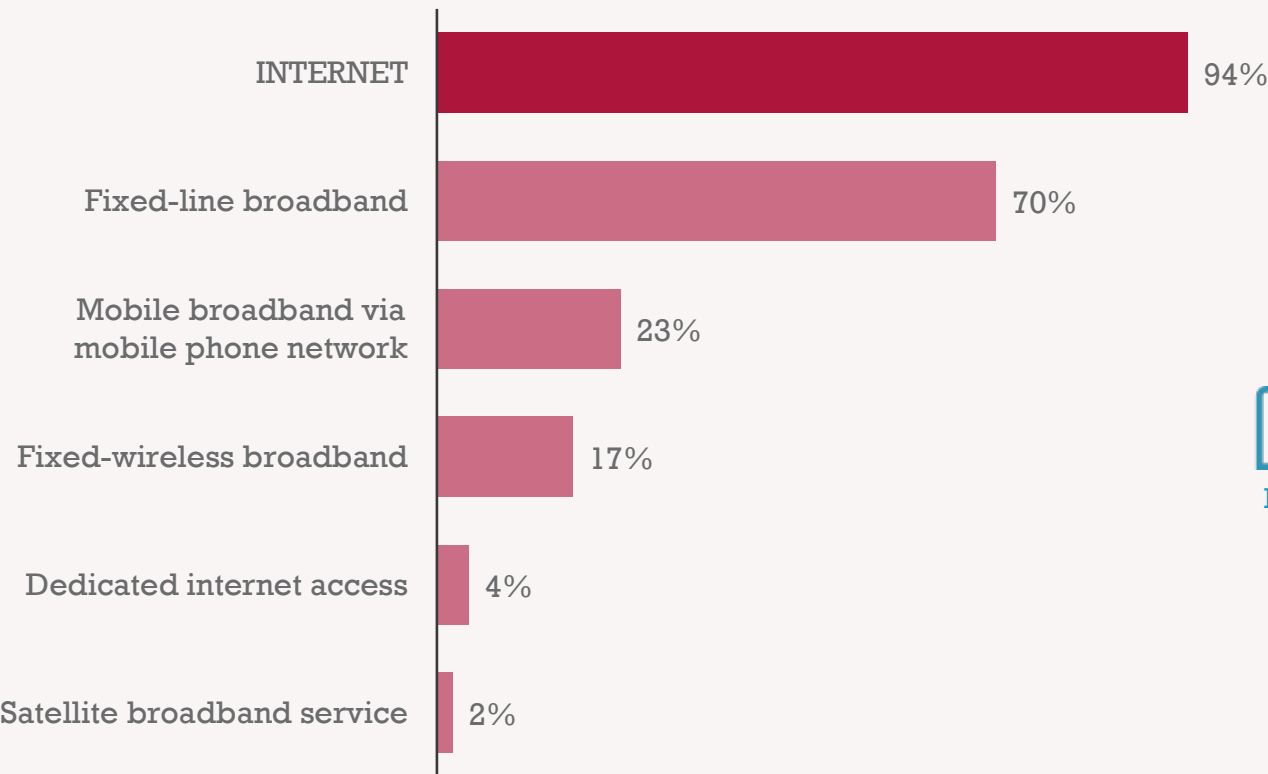 INTERNET
94%
Fixed-line broadband
70%
Mobile broadband via
mobile phone network
23%
Fixed-wireless broadband
17%
Dedicated internet access
4%
Satellite broadband service
2%